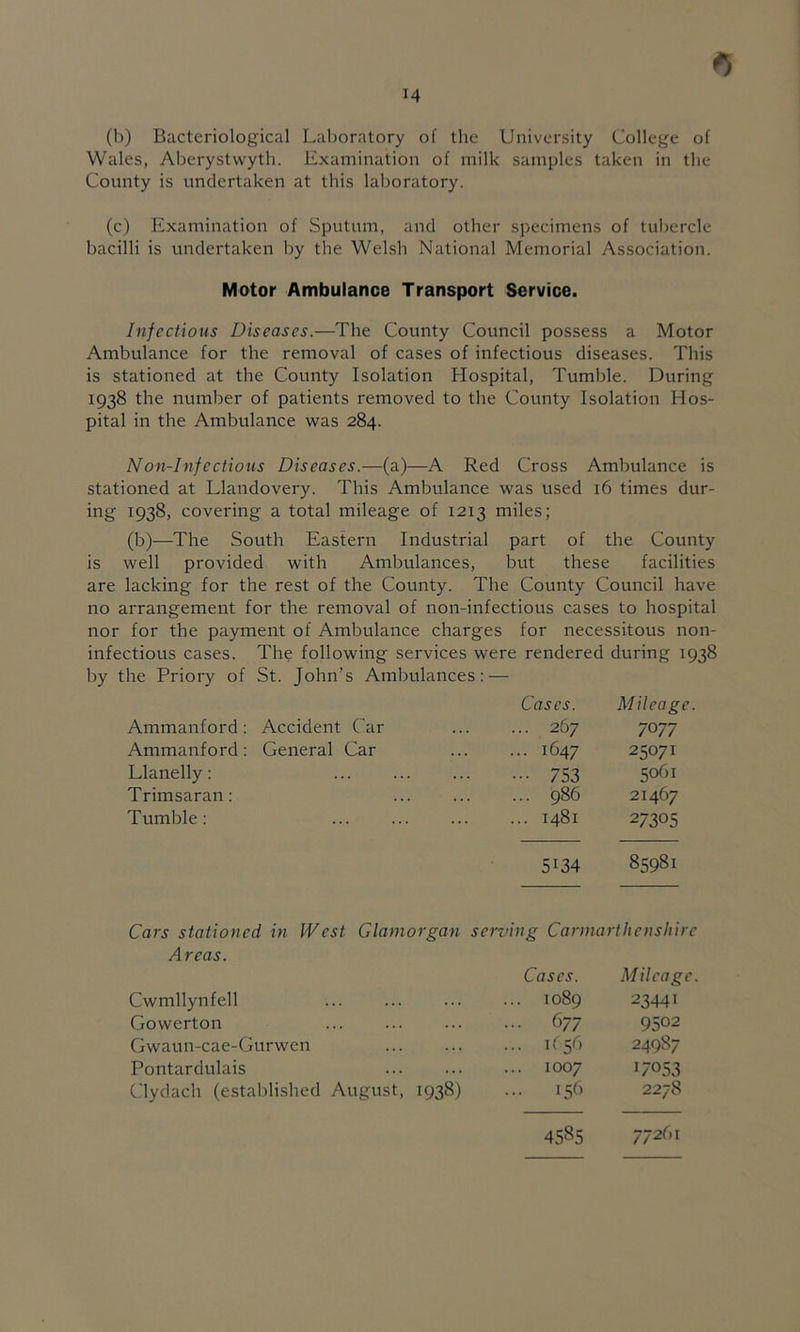 14
(b) Bacteriological Laboratory of the University College of
Wales, Aberystwyth. Examination of milk samples taken in the
County is undertaken at this laboratory.
(c) Examination of Sputum, and other specimens of tubercle
bacilli is undertaken by the Welsh National Memorial Association.
Motor Ambulance Transport Service.
Infectious Diseases.—The County Council possess a Motor
Ambulance for the removal of cases of infectious diseases. This
is stationed at the County Isolation Hospital, Tumble. During
1938 the number of patients removed to the County Isolation Hos-
pital in the Ambulance was 284.
Non-Infectious Diseases.—(a)—A Red Cross Ambulance is
stationed at Llandovery. This Ambulance was used 16 times dur-
ing 1938, covering a total mileage of 1213 miles;
(b)—The South Eastern Industrial part of the County
is well provided with Ambulances, but these facilities
are lacking for the rest of the County. The County Council have
no arrangement for the removal of non-infectious cases to hospital
nor for the payment of Ambulance charges for necessitous non-
infectious cases. The following services were rendered during 1938
by the Priory of St. John's Ambulances:—
Cases. Mileage.
Ammanford: Accident Car ... ... 267 7077
Ammanford: General Car ... ... 1647 25071
Llanelly: ... ... ... ... ... 753 5061
Trimsaran: ... ... ... ... 986 21467
Tumble: ... ... ... ... ... 1481 27305
5134 85981
Cars stationed in West Glamorgan serving Carmarthenshire
Areas.
Cases. Mileage.
Cwmllynfell ... ... ... ... ... 1089 23441
Gowerton ... ... ... ... ... 677 9502
Gwaun-cae-Gurwen ... ... ... 1656 24987
Pontardulais ... ... ... 1007 17053
Clydach (established August, 1938) ... 156 2278
4585 77261